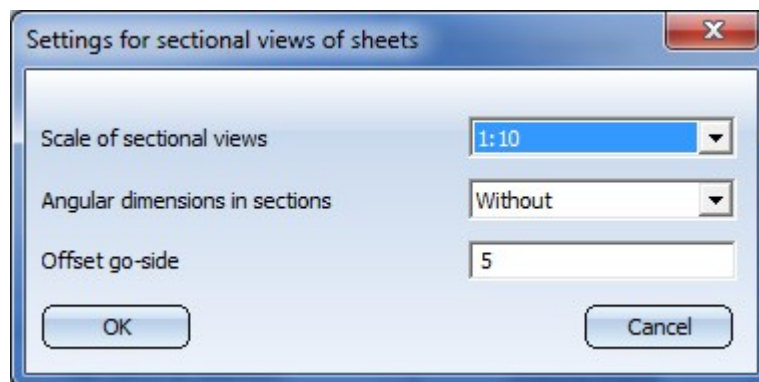 Settings for sectional views of sheets
Scale of sectional views 1:10
Angular dimensions in sections Without
Offset go-side 5
OK Cancel